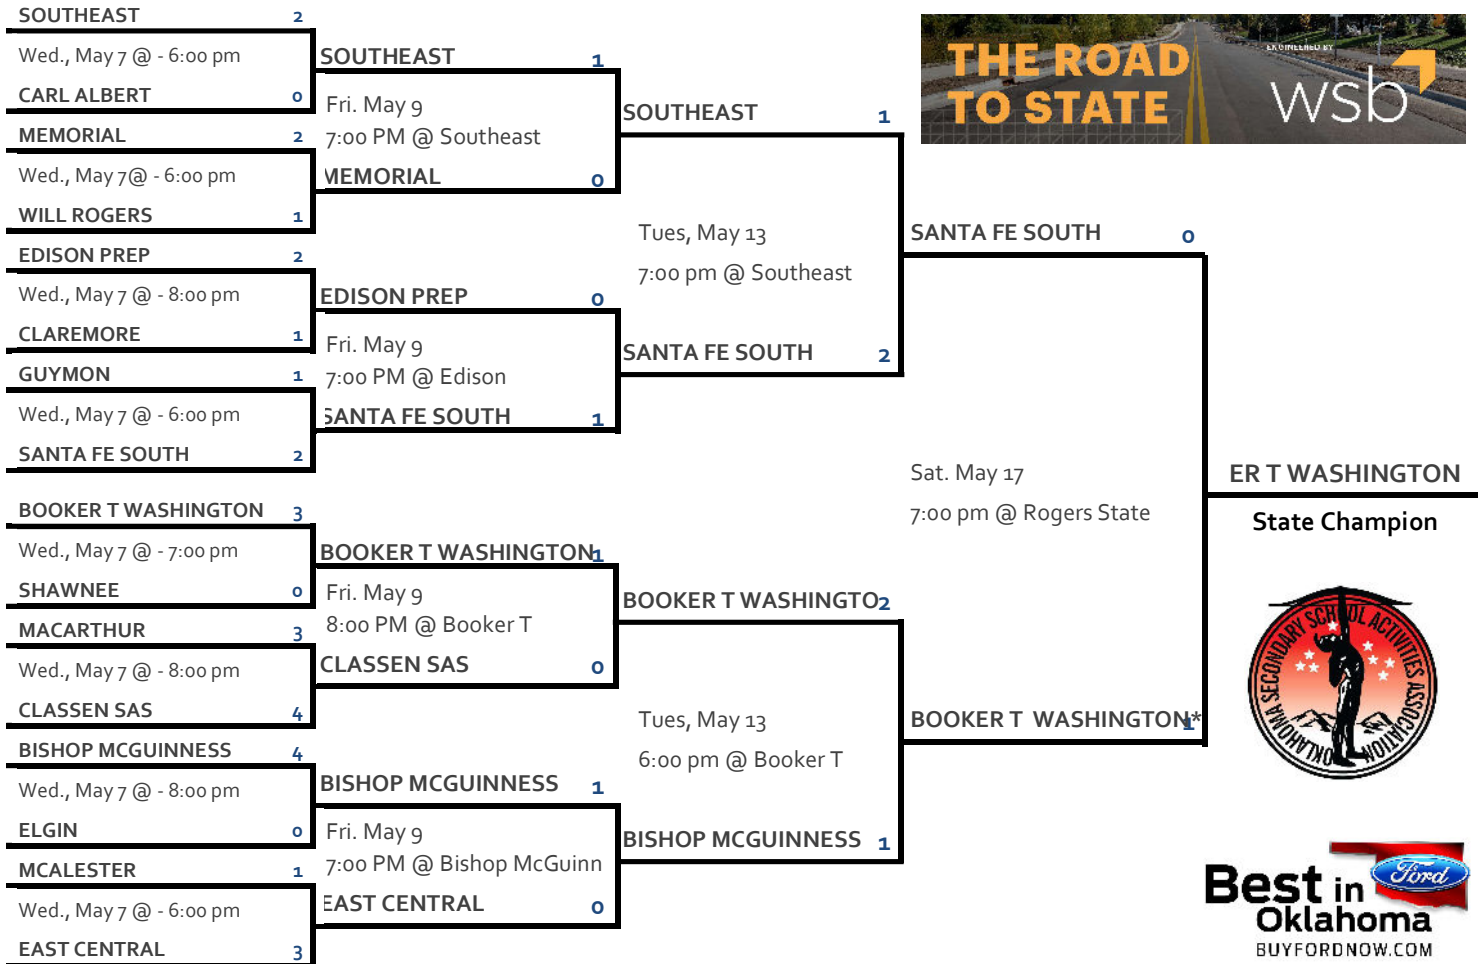 SOUTHEAST 2
Wed., May 7 @ - 6:00 pm
CARL ALBERT 0
MEMORIAL 2
Wed., May 7@ - 6:00 pm
WILL ROGERS 1
EDISON PREP 2
Wed., May 7 @ - 8:00 pm
CLAREMORE 1
GUYMON 1
Wed., May 7 @ - 6:00 pm
SANTA FE SOUTH 2
BOOKER T WASHINGTON 3
Wed., May 7 @ - 7:00 pm
SHAWNEE 0
MACARTHUR 3
Wed., May 7 @ - 8:00 pm
CLASSEN SAS 4
BISHOP MCGUINNESS 4
Wed., May 7 @ - 8:00 pm
ELGIN 0
MCALESTER 1
Wed., May 7 @ - 6:00 pm
EAST CENTRAL 3
SOUTHEAST 1
Fri. May 9
7:00 PM @ Southeast
MEMORIAL 0
EDISON PREP 0
Fri. May 9
7:00 PM @ Edison
SANTA FE SOUTH 1
BOOKER T WASHINGTON 1
Fri. May 9
8:00 PM @ Booker T
CLASSEN SAS 0
BISHOP MCGUINNESS 1
Fri. May 9
7:00 PM @ Bishop McGuinn
EAST CENTRAL 0
SOUTHEAST 1
Tues, May 13
7:00 pm @ Southeast
SANTA FE SOUTH 2
BOOKER T WASHINGTO 2
Tues, May 13
6:00 pm @ Booker T
BISHOP MCGUINNESS 1
SANTA FE SOUTH 0
Sat. May 17
7:00 pm @ Rogers State
BOOKER T WASHINGTON* 1
ER T WASHINGTON
State Champion
THE ROAD
TO STATE
ENGINEERED BY
wsb
OKLAHOMA SECONDARY SCHOOL ACTIVITIES ASSOCIATION
Best in
Oklahoma
Ford
BUYFORDNOW.COM